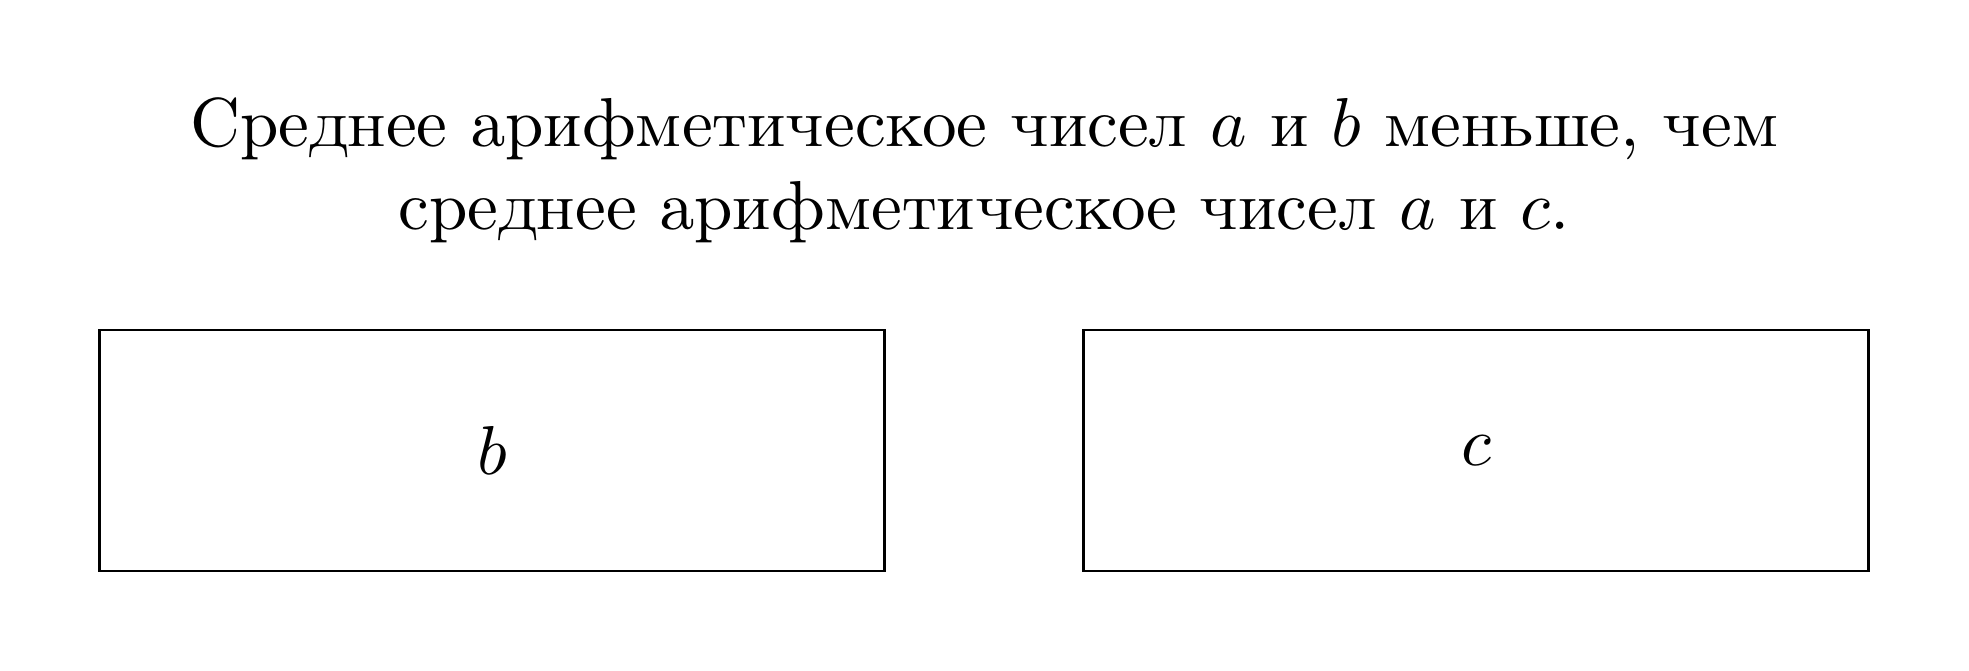 Среднее арифметическое чисел a и b меньше, чем
среднее арифметическое чисел a и c.
b
c